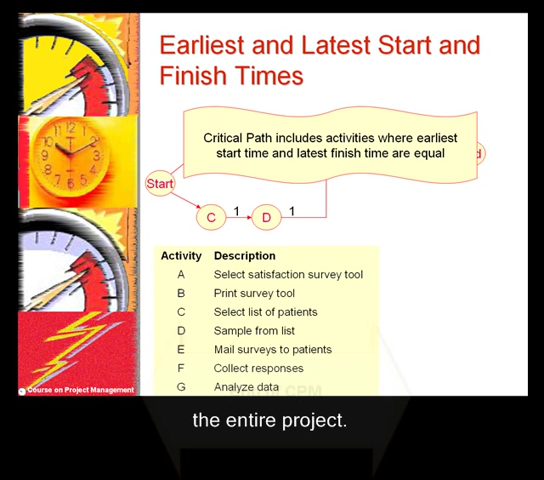 Earliest and Latest Start and
Finish Times
Critical Path includes activities where earliest
start time and latest finish time are equal
d
Start
C
1
D
1
Activity Description
A Select satisfaction survey tool
B Print survey tool
C Select list of patients
D Sample from list
E Mail surveys to patients
F Collect responses
G Analyze data
Course on Project Management
CPM
the entire project.